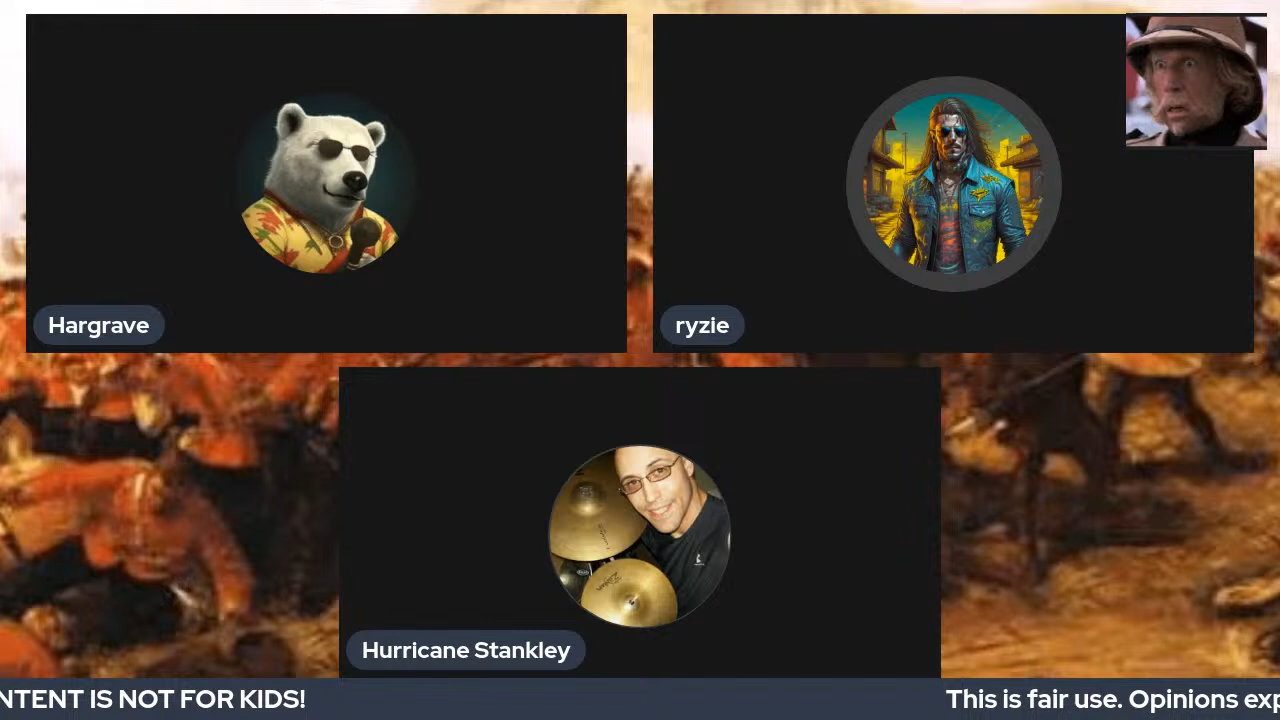 Hargrave
ryzie
Hurricane Stankley
NTENT IS NOT FOR KIDS!
This is fair use. Opinions exp